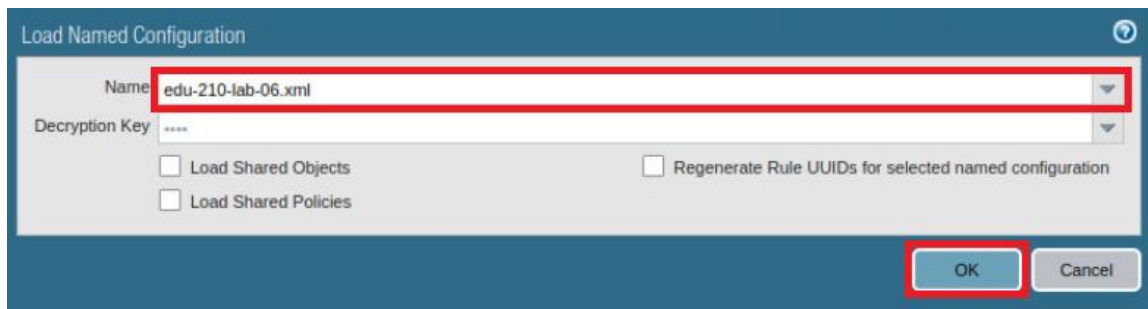 Load Named Configuration
Name edu-210-lab-06.xml
Decryption Key ****
Load Shared Objects Regenerate Rule UUIDs for selected named configuration
Load Shared Policies
OK Cancel